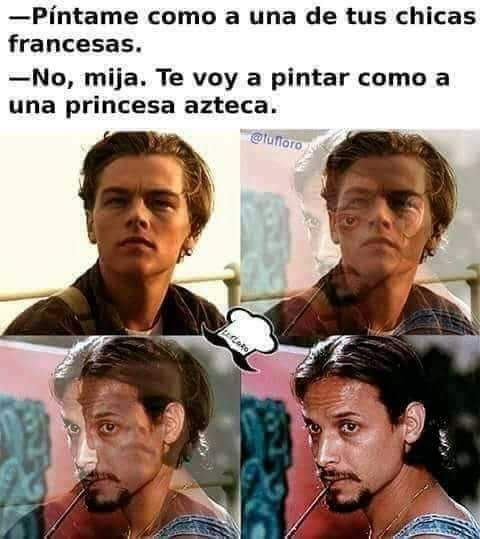 —Píntame como a una de tus chicas
francesas.
—No, mija. Te voy a pintar como a
una princesa azteca.
@lufloro